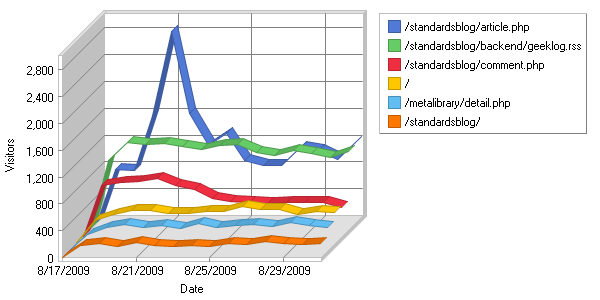 2,800
2,400
2,000
1,600
1,200
800
400
0
Visitors
8/17/2009 8/21/2009 8/25/2009 8/29/2009
Date
/standardsblog/article.php
/standardsblog/backend/geeklog.rss
/standardsblog/comment.php
/
/metalibrary/detail.php
/standardsblog/